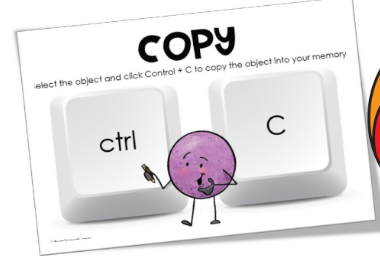 COPY
elect the object and click Control + C to copy the object into your memory
ctrl
C